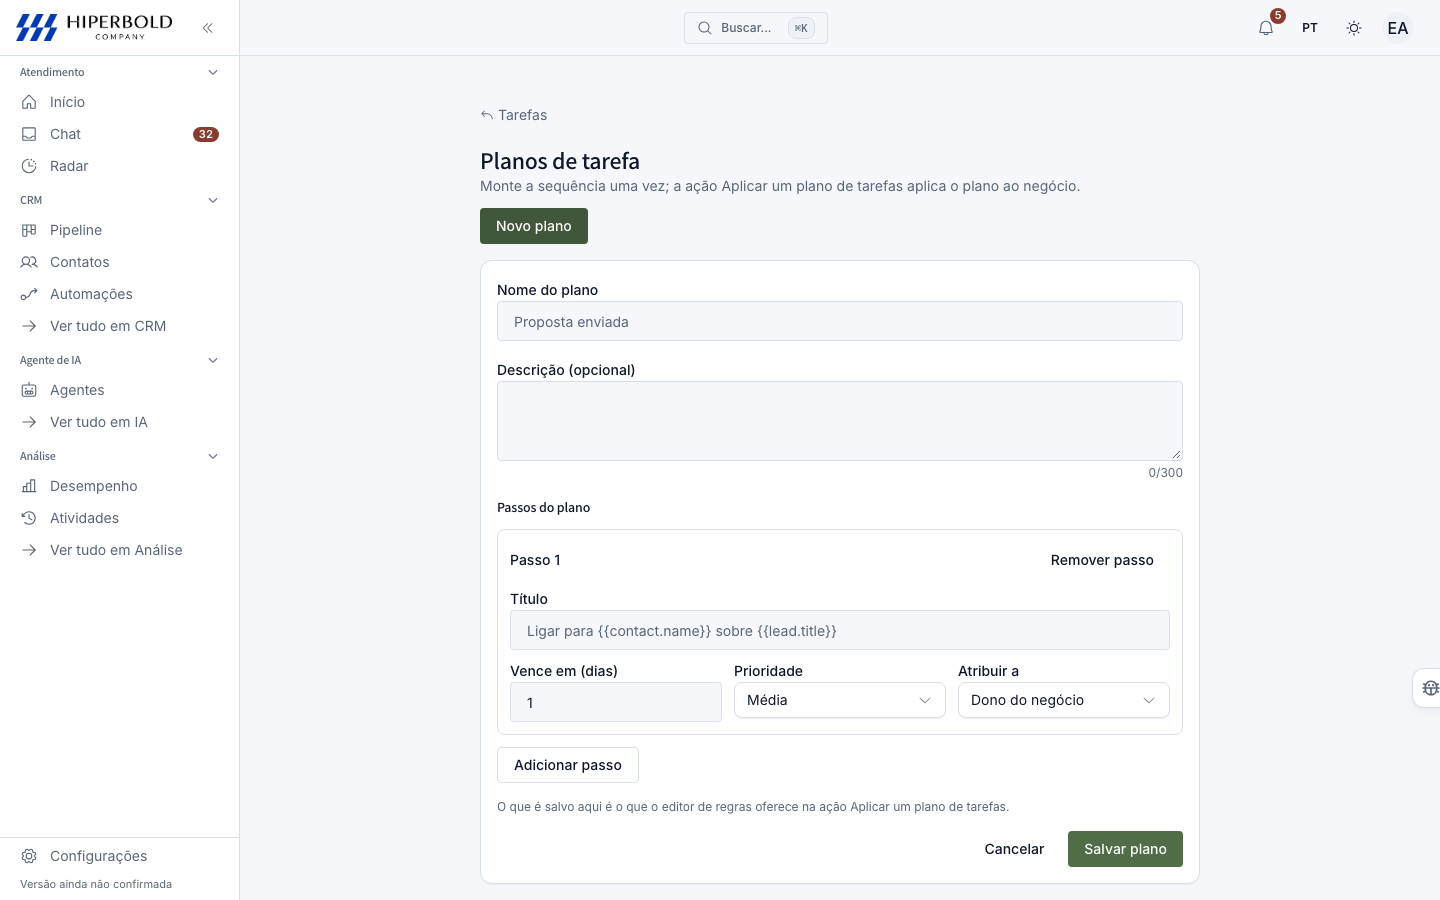 HIPERBOLD
COMPANY
Buscar...
⌘K
5
PT
EA
Atendimento
Início
Chat
32
Radar
CRM
Pipeline
Contatos
Automações
Ver tudo em CRM
Agente de IA
Agentes
Ver tudo em IA
Análise
Desempenho
Atividades
Ver tudo em Análise
Configurações
Versão ainda não confirmada
Tarefas
Planos de tarefa
Monte a sequência uma vez; a ação Aplicar um plano de tarefas aplica o plano ao negócio.
Novo plano
Nome do plano
Proposta enviada
Descrição (opcional)
0/300
Passos do plano
Passo 1
Remover passo
Título
Ligar para {{contact.name}} sobre {{lead.title}}
Vence em (dias)
Prioridade
Atribuir a
1
Média
Dono do negócio
Adicionar passo
O que é salvo aqui é o que o editor de regras oferece na ação Aplicar um plano de tarefas.
Cancelar
Salvar plano